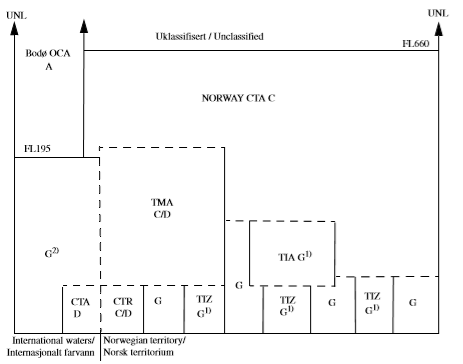 UNL
UNL
Uklassifisert / Unclassified
FL660
Bodø OCA
A
NORWAY CTA C
FL195
TMA
C/D
G2)
TIA G1)
G
CTA
D
CTR
C/D
G
TIZ
G1)
TIZ
G1)
G
TIZ
G1)
G
International waters/
Internasjonalt farvann
Norwegian territory/
Norsk territorium